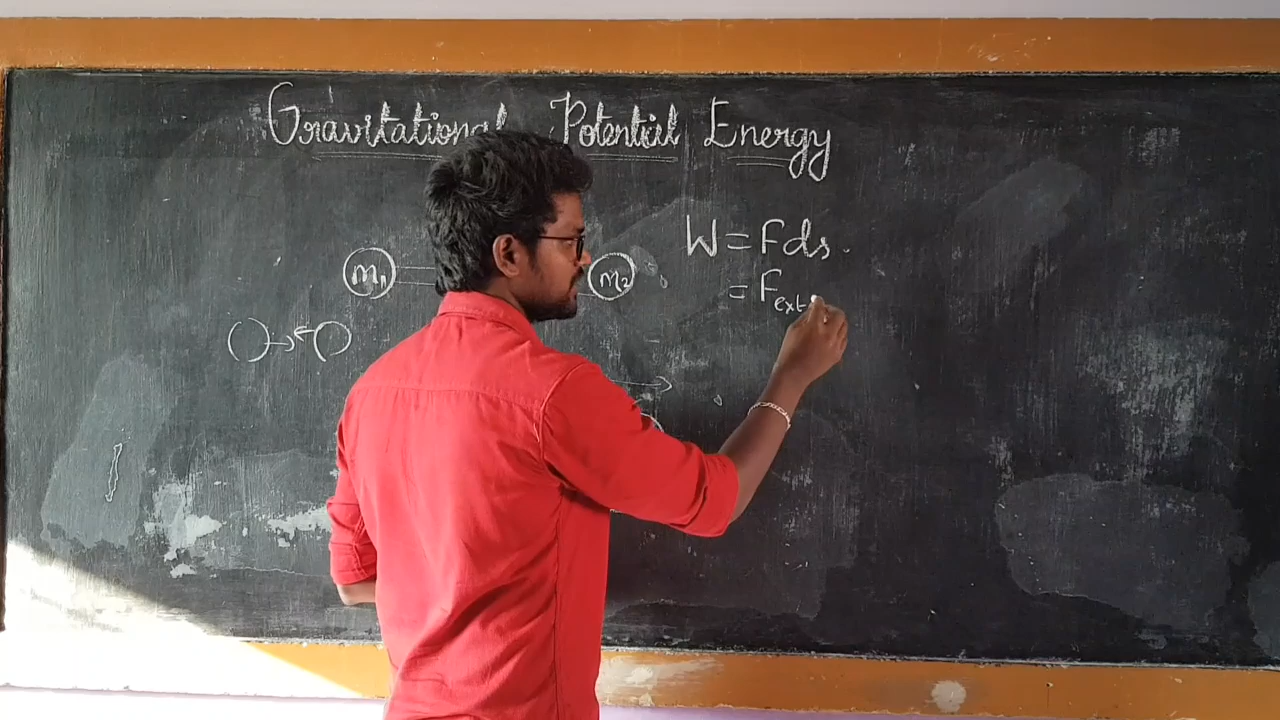 Gravitational Potential Energy
m1 m2
W = Fds.
= Fext